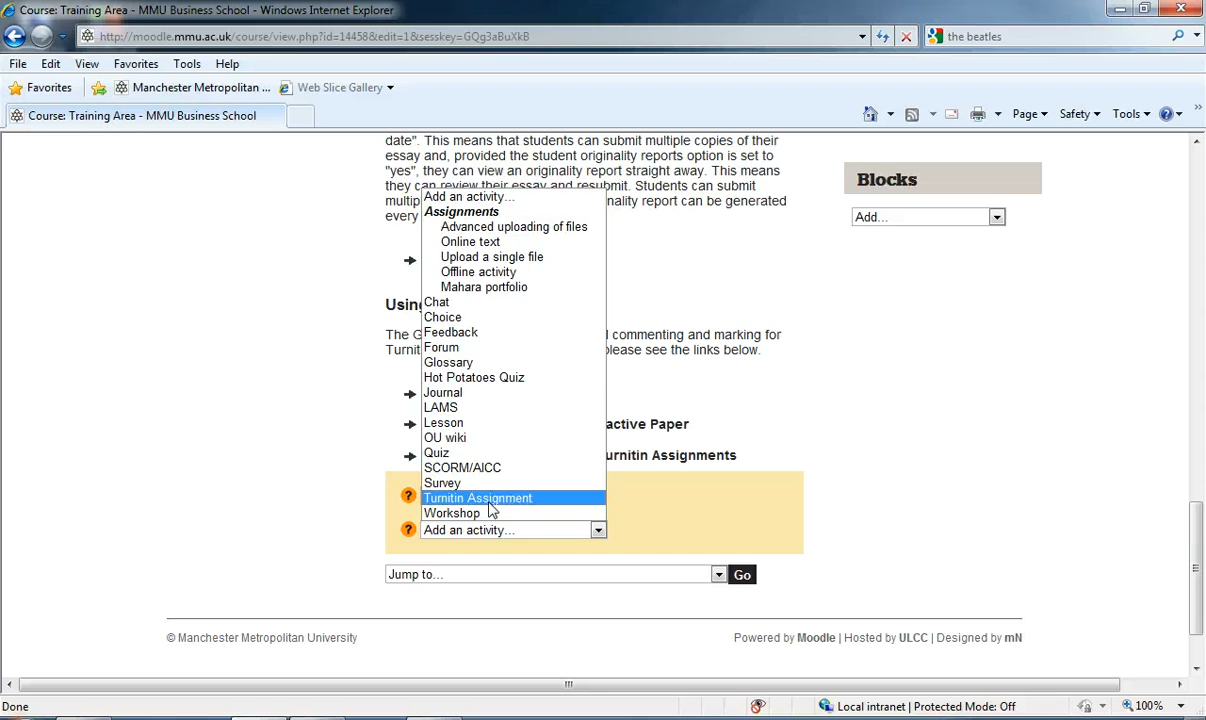 Course: Training Area - MMU Business School - Windows Internet Explorer
http://moodle.mmu.ac.uk/course/view.php?id=14458&edit=1&sesskey=GQg3aBuXkB
the beatles
File Edit View Favorites Tools Help
Favorites Manchester Metropolitan ... Web Slice Gallery
Course: Training Area - MMU Business School
Page Safety Tools
date". This means that students can submit multiple copies of their
essay and, provided the student originality reports option is set to
"yes", they can view an originality report straight away. This means
they can review their essay and resubmit. Students can submit
every
Blocks
Add...
Add an activity...
Assignments
Advanced uploading of files
Online text
Upload a single file
Offline activity
Mahara portfolio
Chat
Choice
Feedback
Forum
Glossary
Hot Potatoes Quiz
Journal
LAMS
Lesson
OU wiki
Quiz
SCORM/AICC
Survey
Turnitin Assignment
Workshop
Add an activity...
can be generated
Using
The
commenting and marking for
please see the links below.
active Paper
urnitin Assignments
Jump to... Go
© Manchester Metropolitan University
Powered by Moodle | Hosted by ULCC | Designed by mN
Done
Local intranet | Protected Mode: Off
100%